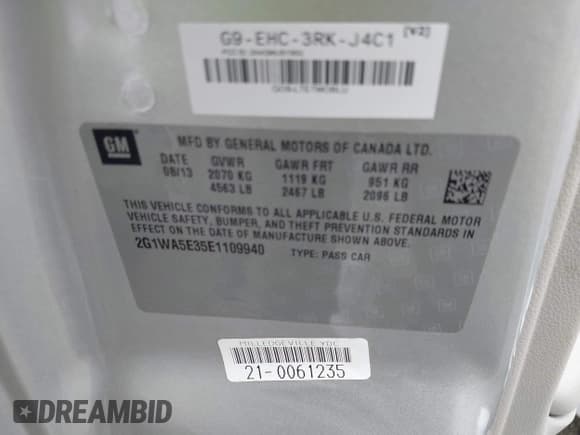 G9-EHC-3RK-J4C1 [V2]
GM
MFD BY GENERAL MOTORS OF CANADA LTD.
DATE GVWR GAWR FRT GAWR RR
08/13 2070 KG 1119 KG 951 KG
4563 LB 2467 LB 2096 LB
THIS VEHICLE CONFORMS TO ALL APPLICABLE U.S. FEDERAL MOTOR
VEHICLE SAFETY, BUMPER, AND THEFT PREVENTION STANDARDS IN
EFFECT ON THE DATE OF MANUFACTURE SHOWN ABOVE.
2G1WA5E35E1109940 TYPE: PASS CAR
MILLEDGEVILLE YDC
21-0061235
DREAMBID